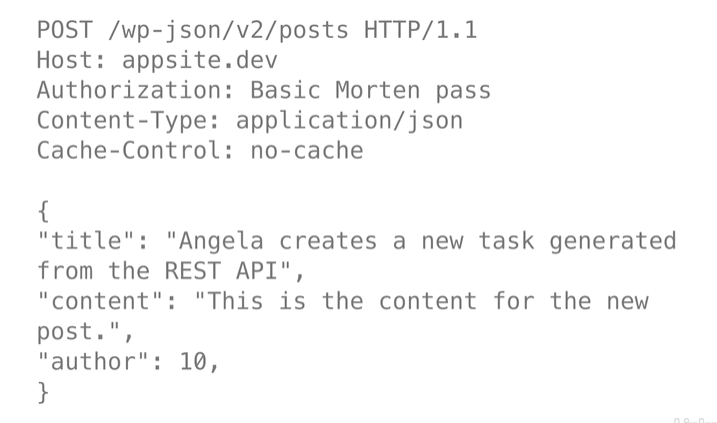 POST /wp-json/v2/posts HTTP/1.1
Host: appsite.dev
Authorization: Basic Morten pass
Content-Type: application/json
Cache-Control: no-cache

{
"title": "Angela creates a new task generated
from the REST API",
"content": "This is the content for the new
post.",
"author": 10,
}